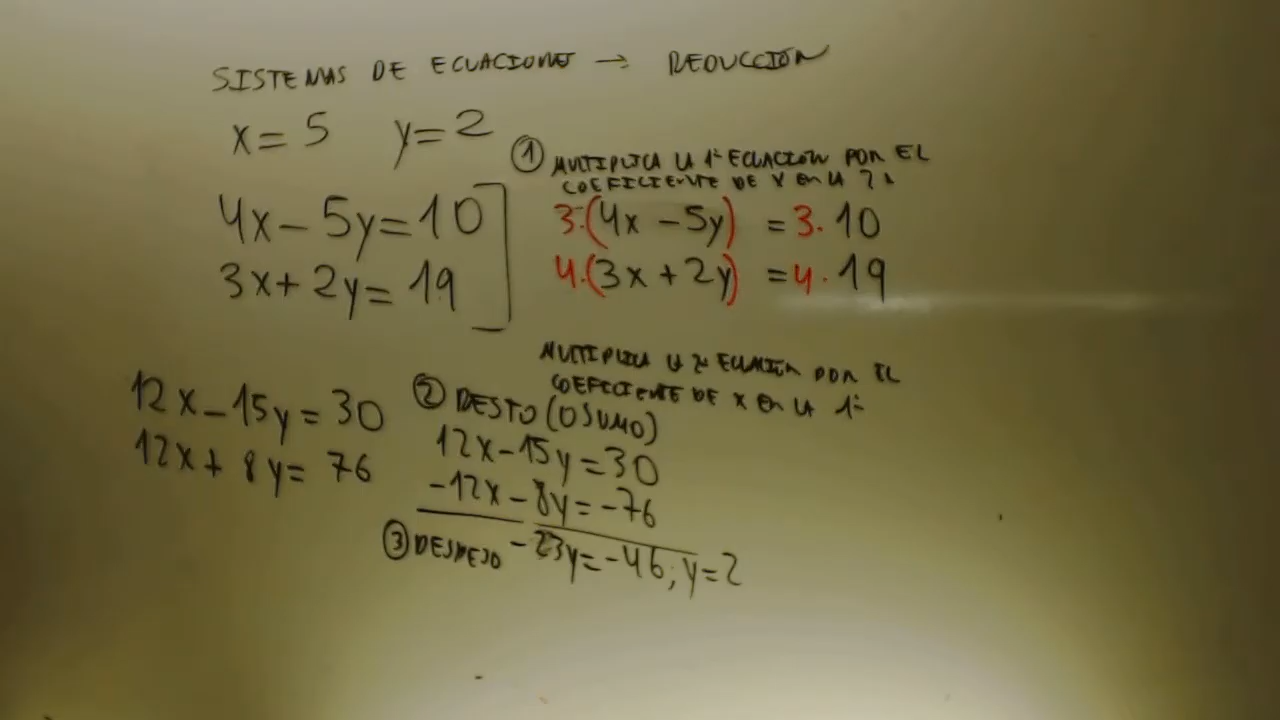 SISTEMAS DE ECUACIONES → REDUCCIÓN
x = 5 y = 2
4x - 5y = 10
3x + 2y = 19
① MULTIPLICA LA 1ª ECUACIÓN POR EL
COEFICIENTE DE X EN LA 2ª
3·(4x - 5y) = 3·10
4·(3x + 2y) = 4·19
MULTIPLICA LA 2ª ECUACIÓN POR EL
COEFICIENTE DE X EN LA 1ª
12x - 15y = 30
12x + 8y = 76
② RESTO (O SUMO)
12x - 15y = 30
-12x - 8y = -76
③ DESPEJO -23y = -46; y = 2